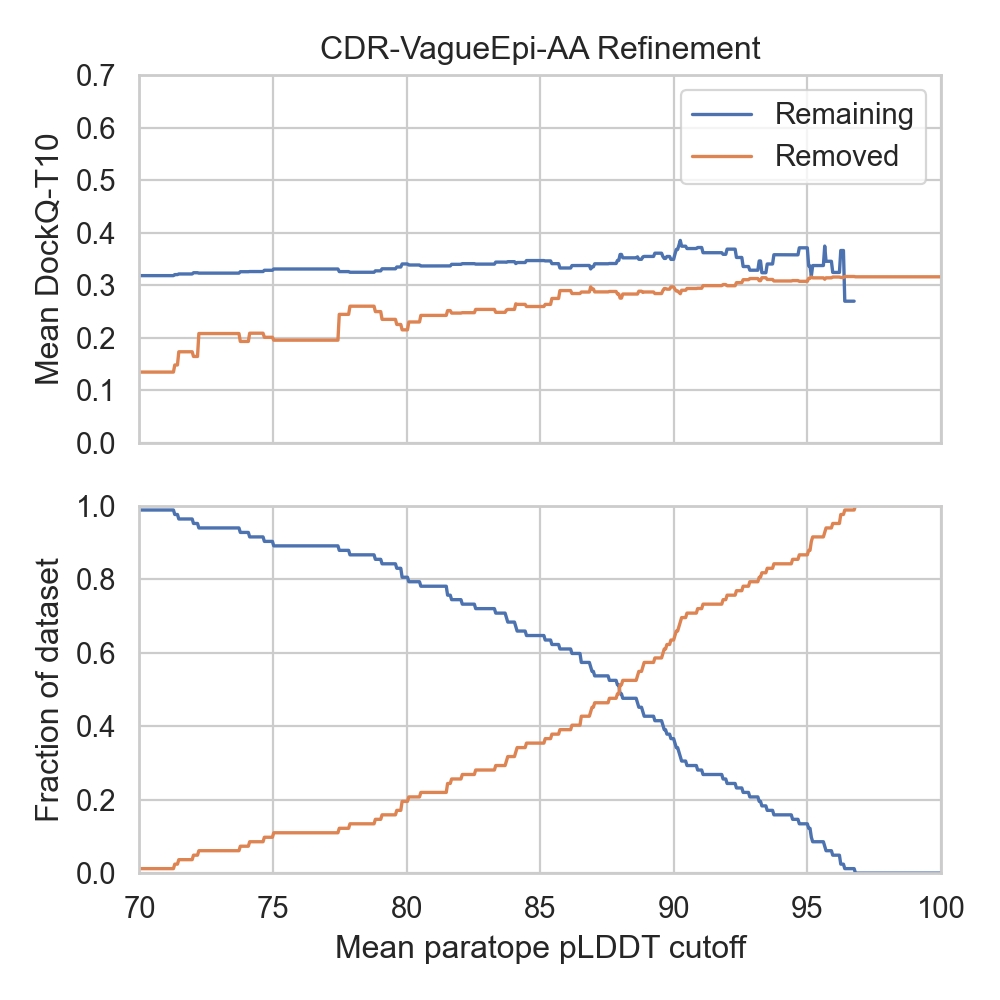 CDR-VagueEpi-AA Refinement
0.7
0.6
0.5
0.4
0.3
0.2
0.1
0.0
Mean DockQ-T10
Remaining
Removed
1.0
0.8
0.6
0.4
0.2
0.0
Fraction of dataset
70 75 80 85 90 95 100
Mean paratope pLDDT cutoff